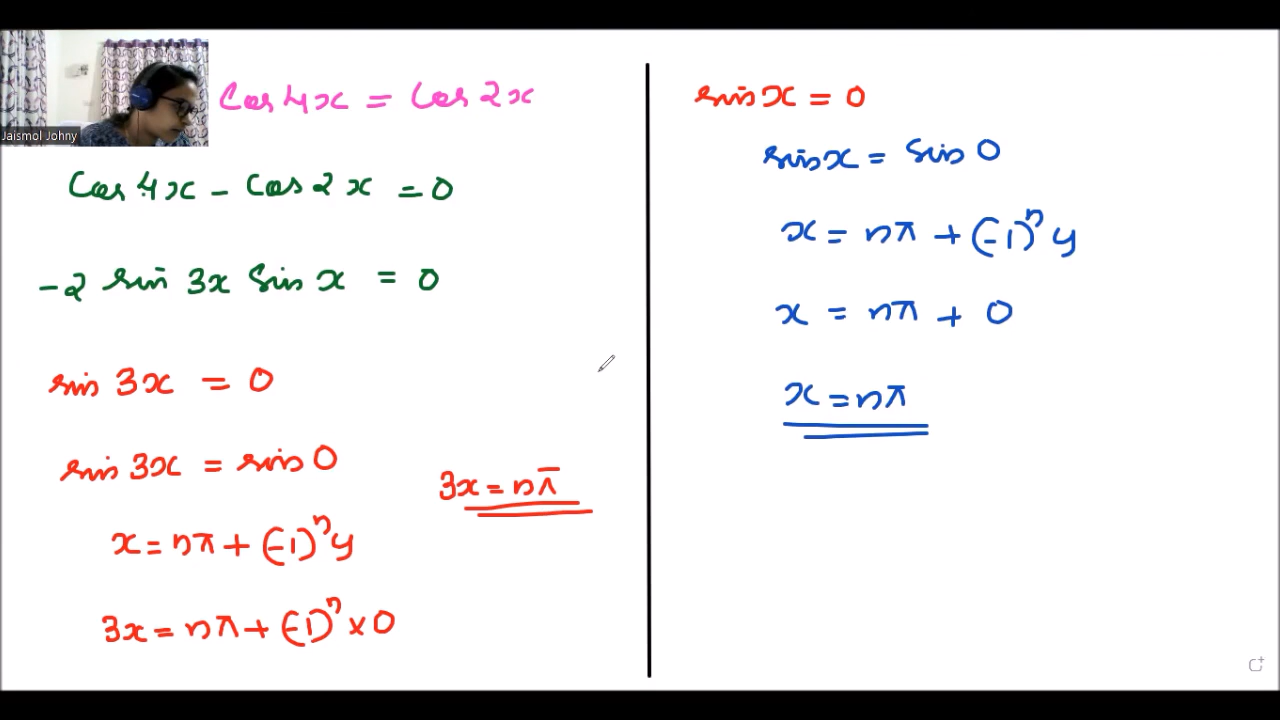 Cos 4x = Cos 2x
Jaismol Johny
Cos 4x - Cos 2x = 0
-2 sin 3x sin x = 0
sin 3x = 0
sin 3x = sin 0
x = nπ + (-1)ⁿ y
3x = nπ + (-1)ⁿ × 0
3x = nπ
sin x = 0
sin x = sin 0
x = nπ + (-1)ⁿ y
x = nπ + 0
x = nπ